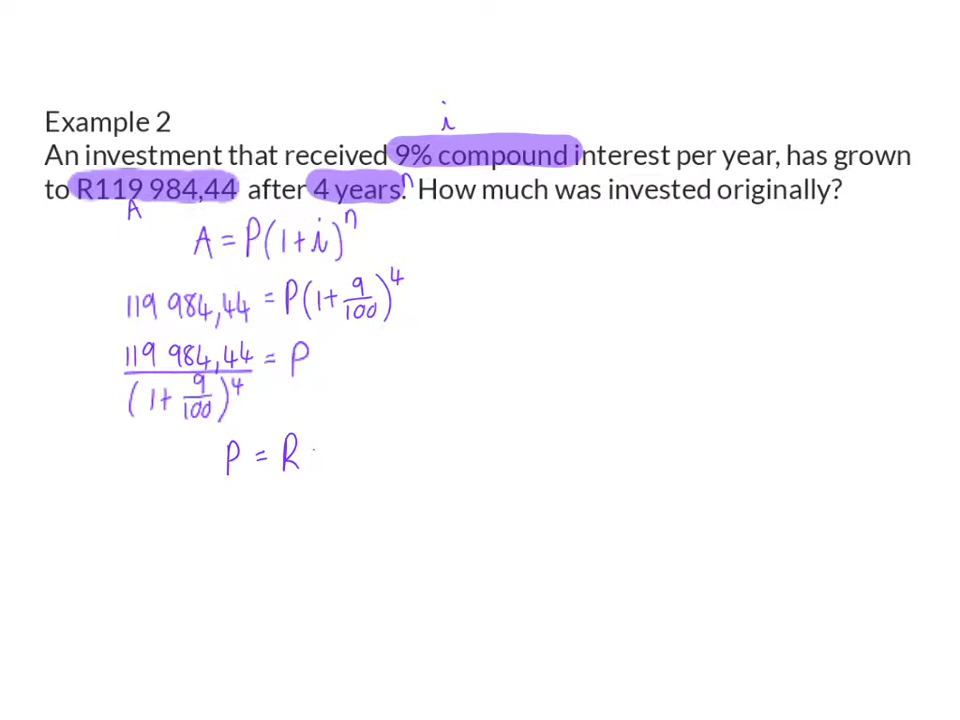 Example 2
i
An investment that received 9% compound interest per year, has grown
to R119 984,44 after 4 years. n How much was invested originally?
A
A = P(1+i)^n
119 984,44 = P(1+9/100)^4
119 984,44/(1+9/100)^4 = P
P = R